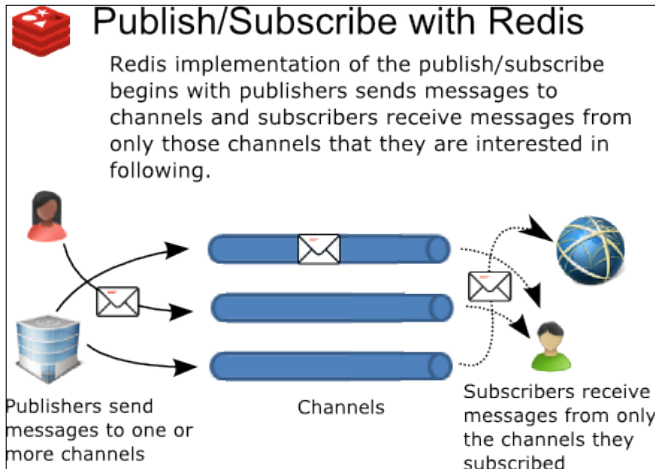 Publish/Subscribe with Redis
Redis implementation of the publish/subscribe
begins with publishers sends messages to
channels and subscribers receive messages from
only those channels that they are interested in
following.
Publishers send
messages to one or
more channels
Channels
Subscribers receive
messages from only
the channels they
subscribed